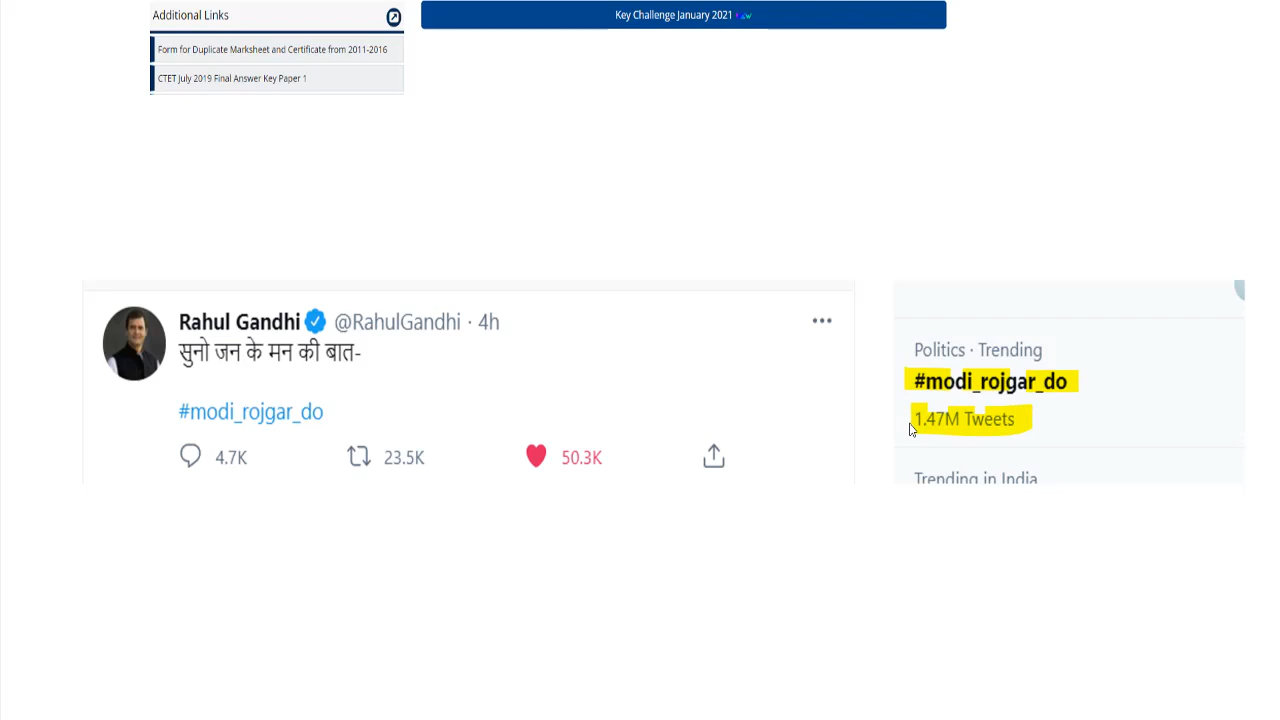 Additional Links
Key Challenge January 2021
Form for Duplicate Marksheet and Certificate from 2011-2016
CTET July 2019 Final Answer Key Paper 1
Rahul Gandhi @RahulGandhi · 4h
सुनो जन के मन की बात-
#modi_rojgar_do
4.7K 23.5K 50.3K
Politics · Trending
#modi_rojgar_do
1.47M Tweets
Trending in India